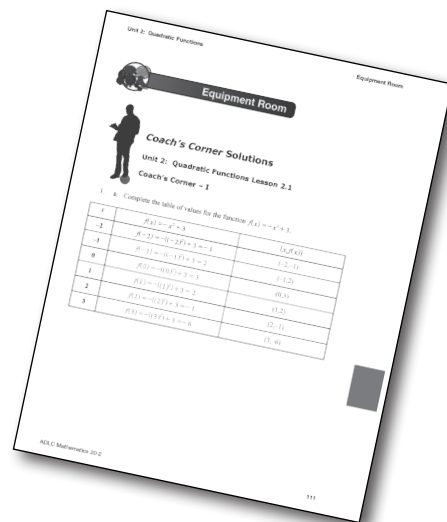 Unit 2: Quadratic Functions
Equipment Room
Equipment Room
Coach's Corner Solutions
Unit 2: Quadratic Functions Lesson 2.1
Coach's Corner – 1
1. b. Complete the table of values for the function f(x) = −x² + 3.
x f(x) = −x² + 3 (x, f(x))
−2 f(−2) = −((−2)²) + 3 = −1 (−2,−1)
−1 f(−1) = −((−1)²) + 3 = 2 (−1,2)
0 f(0) = −((0)²) + 3 = 3 (0,3)
1 = 2 (1,2)
2 f(2) = −((2)²) + 3 = −1 (2,−1)
3 f(3) = −((3)²) + 3 = −6 (3,−6)
ADLC Mathematics 20-2
111